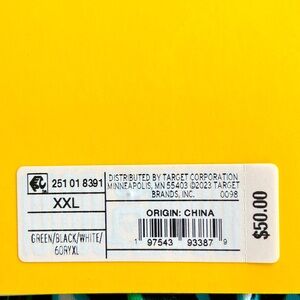 251 01 8391
XXL
GREEN/BLACK/WHITE/
60RYXL
DISTRIBUTED BY TARGET CORPORATION
MINNEAPOLIS, MN 55403 ©2023 TARGET
BRANDS, INC. 0098
ORIGIN: CHINA
1 97543 93387 9
$50.00